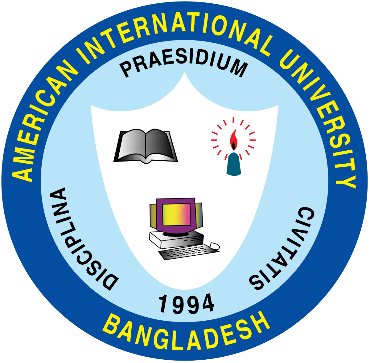 AMERICAN INTERNATIONAL UNIVERSITY
BANGLADESH
PRAESIDIUM
DISCIPLINA
CIVITATIS
1994